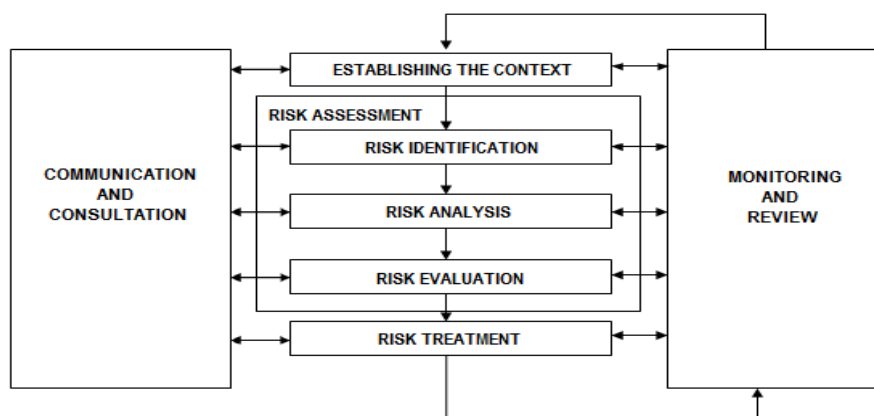 ESTABLISHING THE CONTEXT
RISK ASSESSMENT
RISK IDENTIFICATION
COMMUNICATION
AND
CONSULTATION
RISK ANALYSIS
MONITORING
AND
REVIEW
RISK EVALUATION
RISK TREATMENT